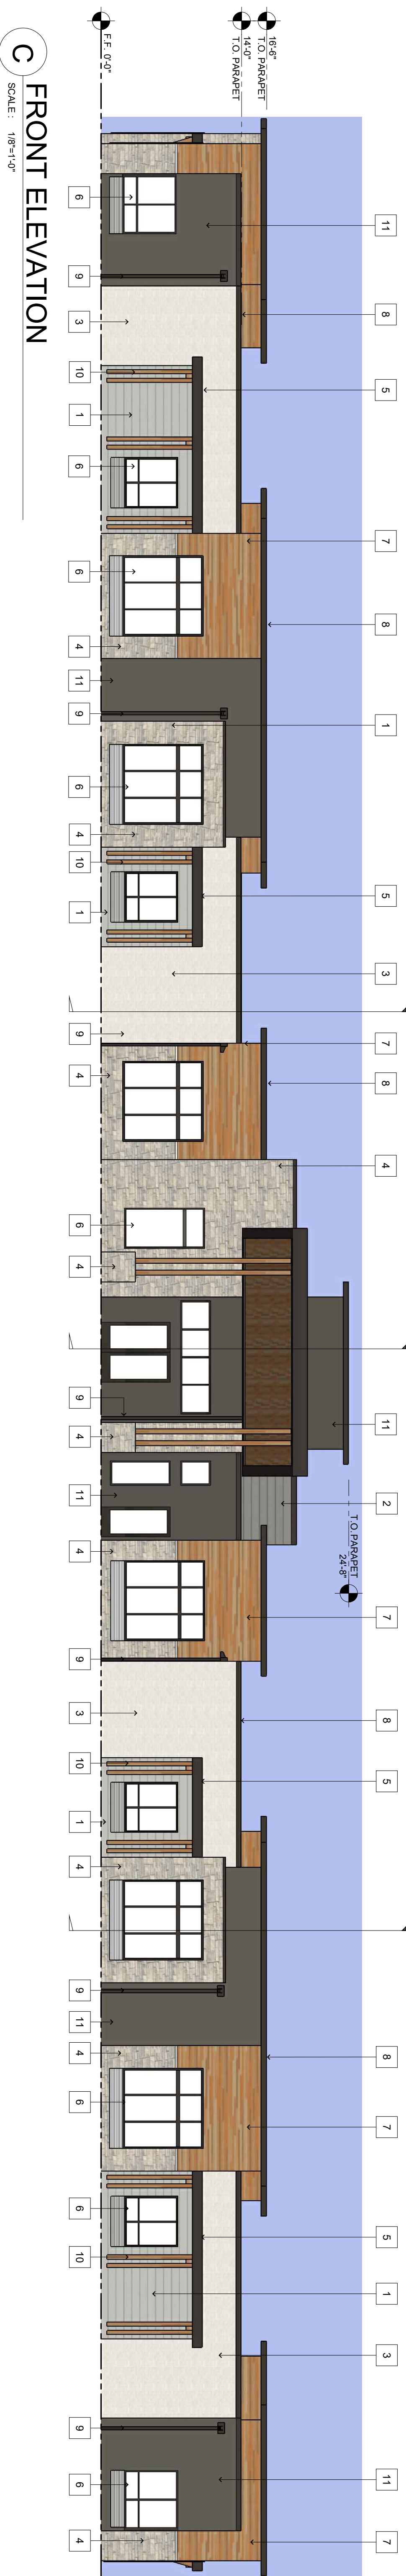 11 8 5 7 8 1 5 3 7 8 4 11 2 7 8 5 8 7 5 1 3 11 7
T.O. PARAPET
24'-8"
16'-6"
T.O. PARAPET
14'-0"
T.O. PARAPET
F.F. 0'-0"
6 9 3 10 1 6 6 4 11 9 6 4 10 1 9 4 6 4 9 4 11 4 9 3 10 1 4 9 11 4 6 6 10 1 9 6 4
C FRONT ELEVATION
SCALE : 1/8"=1'-0"